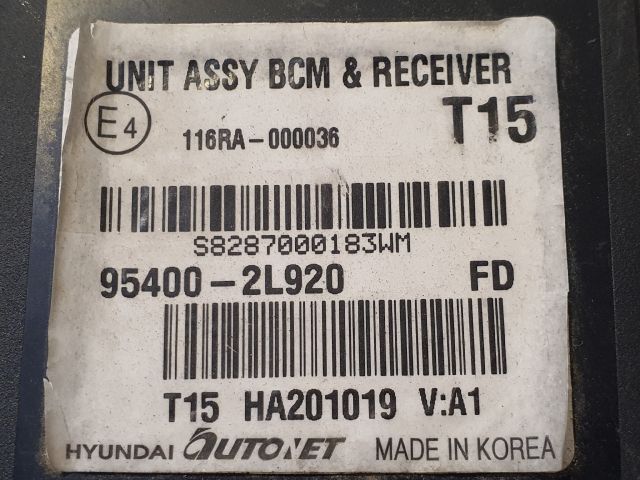 UNIT ASSY BCM & RECEIVER
E4 116RA-000036 T15
S8287000183WM
95400-2L920 FD
T15 HA201019 V:A1
HYUNDAI AUTONET MADE IN KOREA